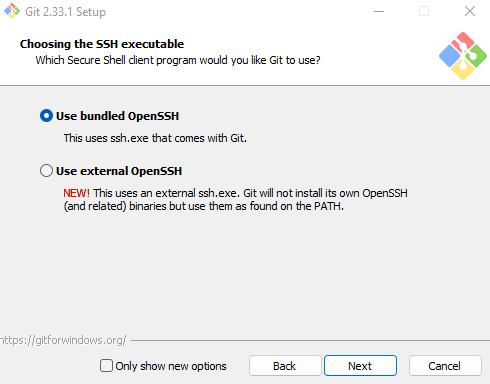 Git 2.33.1 Setup
Choosing the SSH executable
Which Secure Shell client program would you like Git to use?
Use bundled OpenSSH
This uses ssh.exe that comes with Git.
Use external OpenSSH
NEW! This uses an external ssh.exe. Git will not install its own OpenSSH
(and related) binaries but use them as found on the PATH.
https://gitforwindows.org/
Only show new options
Back
Next
Cancel